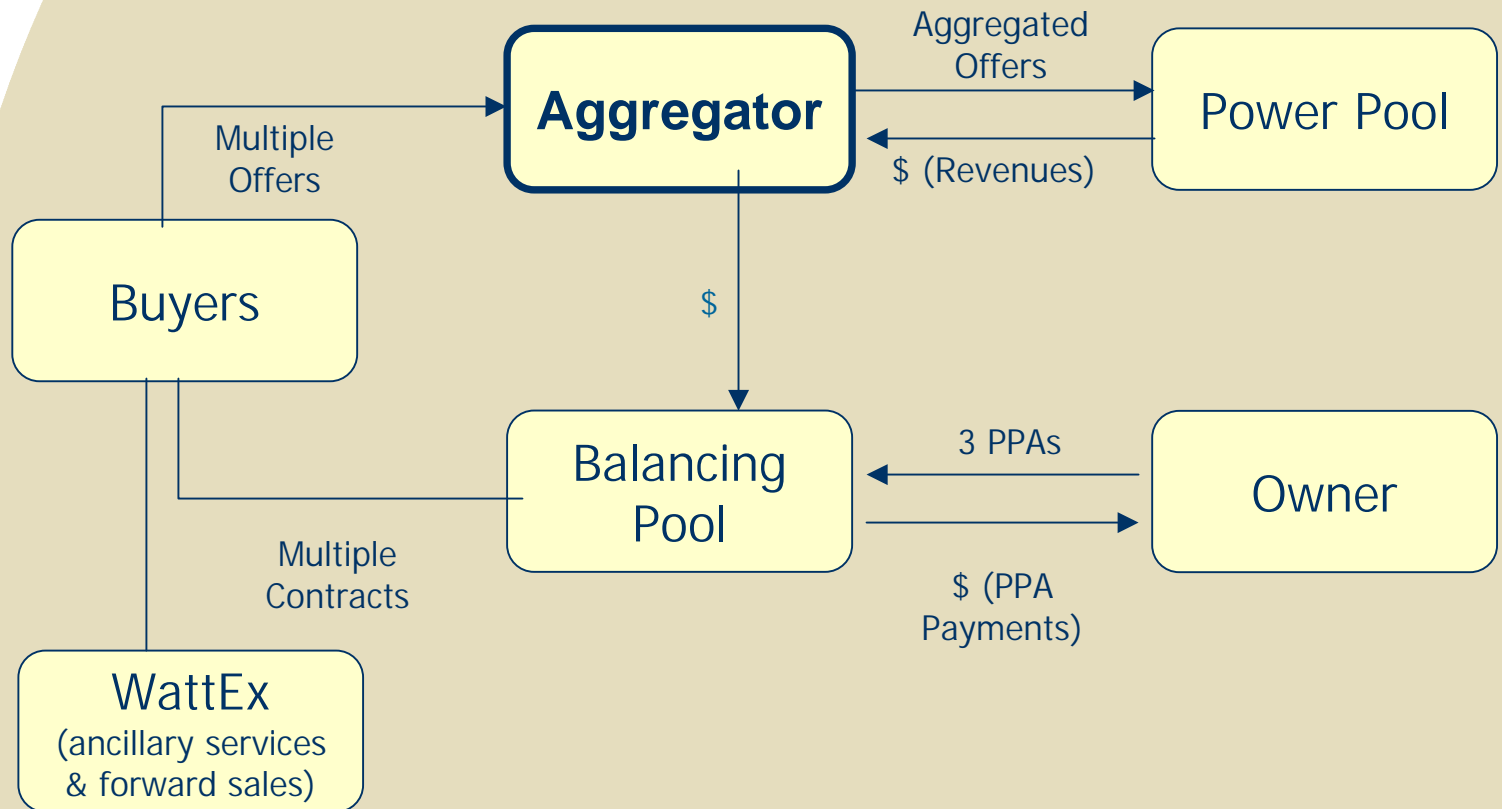 Aggregated
Offers
Aggregator
Power Pool
Multiple
Offers
$ (Revenues)
Buyers
$
Balancing
Pool
3 PPAs
Owner
Multiple
Contracts
$ (PPA
Payments)
WattEx
(ancillary services
& forward sales)